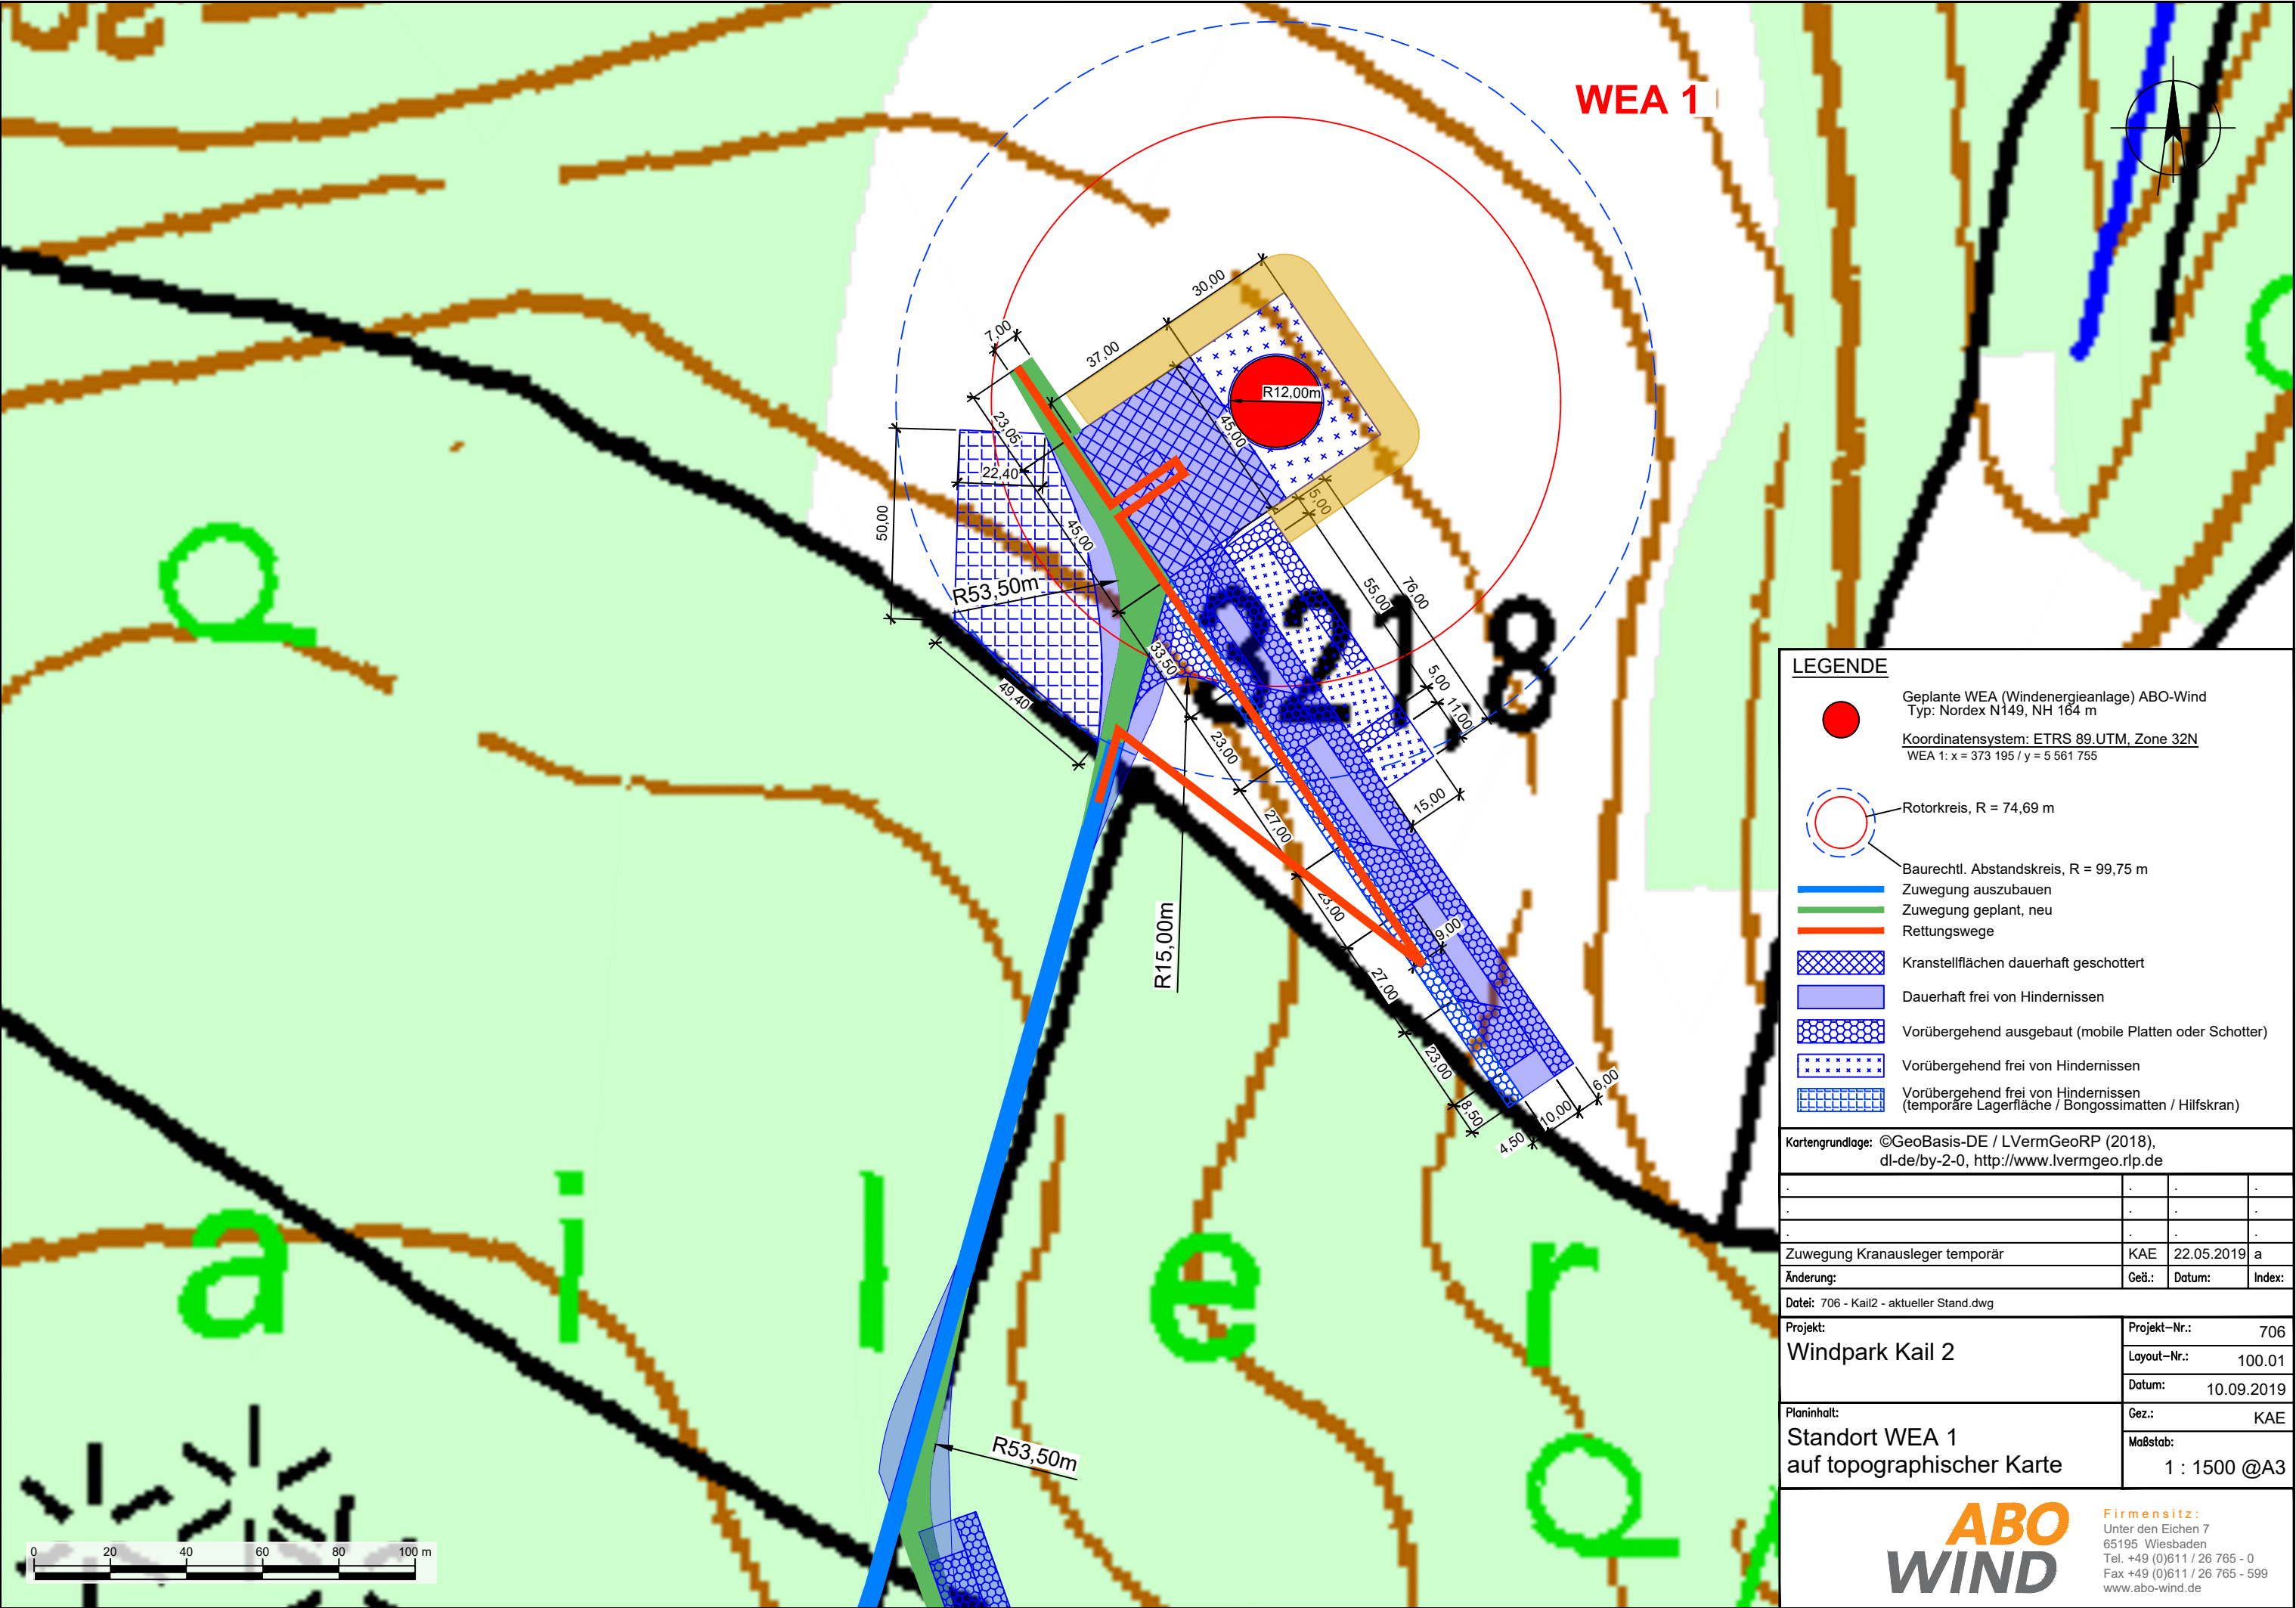 WEA 1
30,00
7,00
37,00
R12,00m
23,05
45,00
22,40
5,00
50,00
45,00
R53,50m
55,00
76,00
321,8
33,50
49,40
5,00
11,00
23,00
15,00
27,00
R15,00m
23,00
9,00
27,00
23,00
6,00
8,50
10,00
4,50
Q
a i l e r
R53,50m
Q
0 20 40 60 80 100 m
LEGENDE
Geplante WEA (Windenergieanlage) ABO-Wind
Typ: Nordex N149, NH 164 m
Koordinatensystem: ETRS 89.UTM, Zone 32N
WEA 1: x = 373 195 / y = 5 561 755
Rotorkreis, R = 74,69 m
Baurechtl. Abstandskreis, R = 99,75 m
Zuwegung auszubauen
Zuwegung geplant, neu
Rettungswege
Kranstellflächen dauerhaft geschottert
Dauerhaft frei von Hindernissen
Vorübergehend ausgebaut (mobile Platten oder Schotter)
Vorübergehend frei von Hindernissen
Vorübergehend frei von Hindernissen
(temporäre Lagerfläche / Bongossimatten / Hilfskran)
Kartengrundlage: ©GeoBasis-DE / LVermGeoRP (2018),
dl-de/by-2-0, http://www.lvermgeo.rlp.de
. . . .
. . . .
. . . .
Zuwegung Kranausleger temporär KAE 22.05.2019 a
Änderung: Geä.: Datum: Index:
Datei: 706 - Kail2 - aktueller Stand.dwg
Projekt:
Windpark Kail 2
Projekt-Nr.: 706
Layout-Nr.: 100.01
Datum: 10.09.2019
Planinhalt:
Standort WEA 1
auf topographischer Karte
Gez.: KAE
Maßstab:
1 : 1500 @A3
ABO
WIND
Firmensitz:
Unter den Eichen 7
65195 Wiesbaden
Tel. +49 (0)611 / 26 765 - 0
Fax +49 (0)611 / 26 765 - 599
www.abo-wind.de